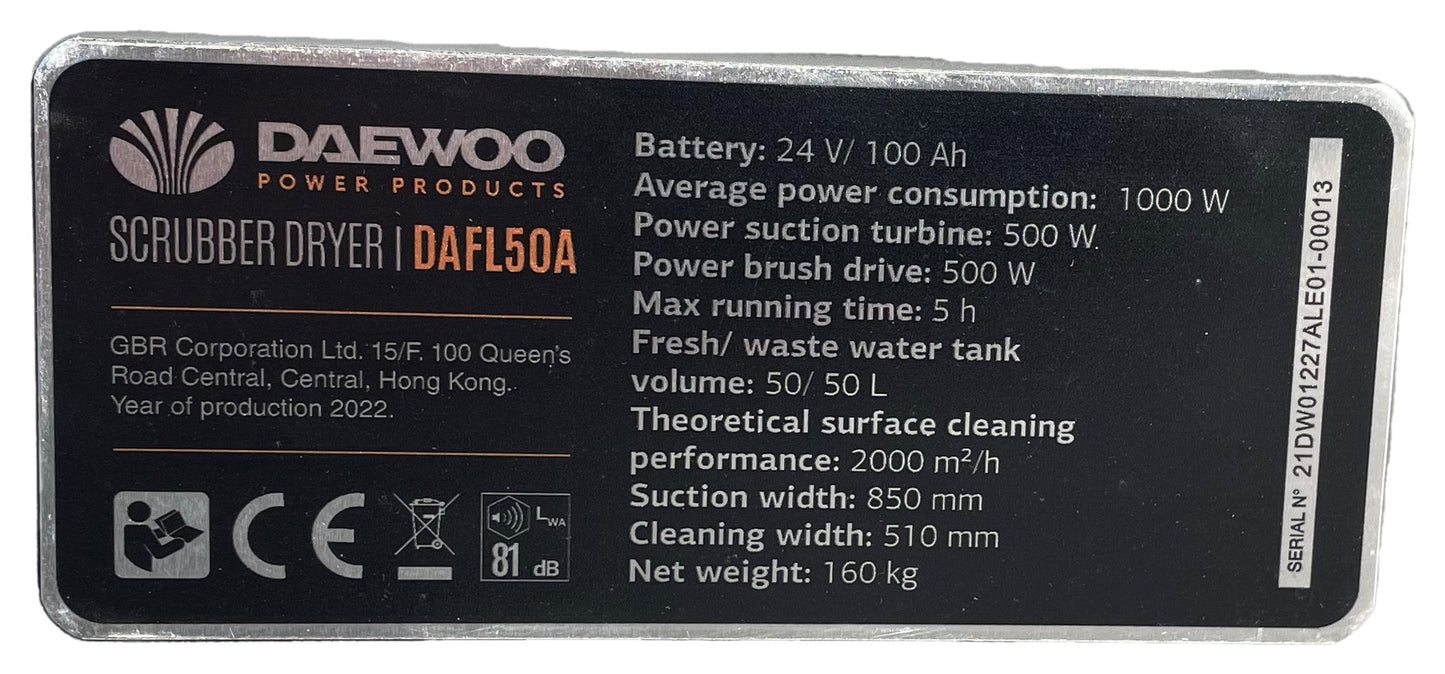 DAEWOO
POWER PRODUCTS
SCRUBBER DRYER | DAFL50A
GBR Corporation Ltd. 15/F. 100 Queen's
Road Central, Central, Hong Kong.
Year of production 2022.
CE
LWA
81 dB
Battery: 24 V/ 100 Ah
Average power consumption: 1000 W
Power suction turbine: 500 W
Power brush drive: 500 W
Max running time: 5 h
Fresh/ waste water tank
volume: 50/ 50 L
Theoretical surface cleaning
performance: 2000 m²/h
Suction width: 850 mm
Cleaning width: 510 mm
Net weight: 160 kg
SERIAL N° 21DW01227ALE01-00013